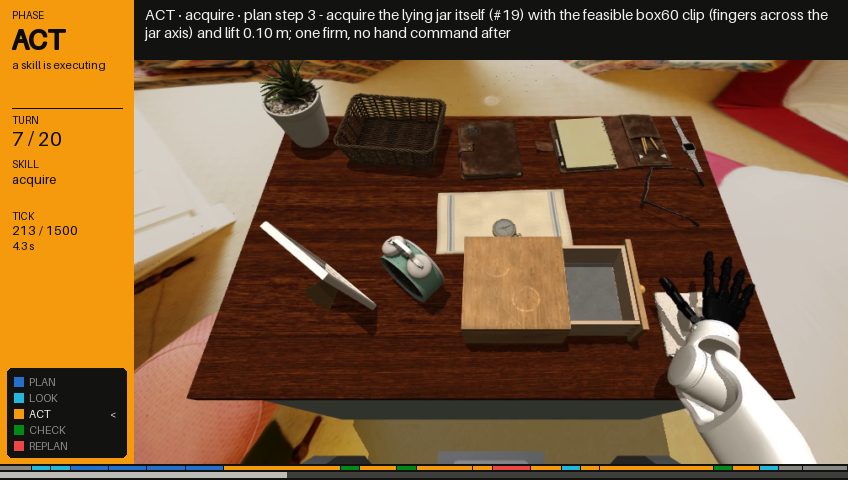 PHASE
ACT
a skill is executing
TURN
7 / 20
SKILL
acquire
TICK
213 / 1500
4.3 s
PLAN
LOOK
ACT <
CHECK
REPLAN
ACT · acquire · plan step 3 - acquire the lying jar itself (#19) with the feasible box60 clip (fingers across the
jar axis) and lift 0.10 m; one firm, no hand command after